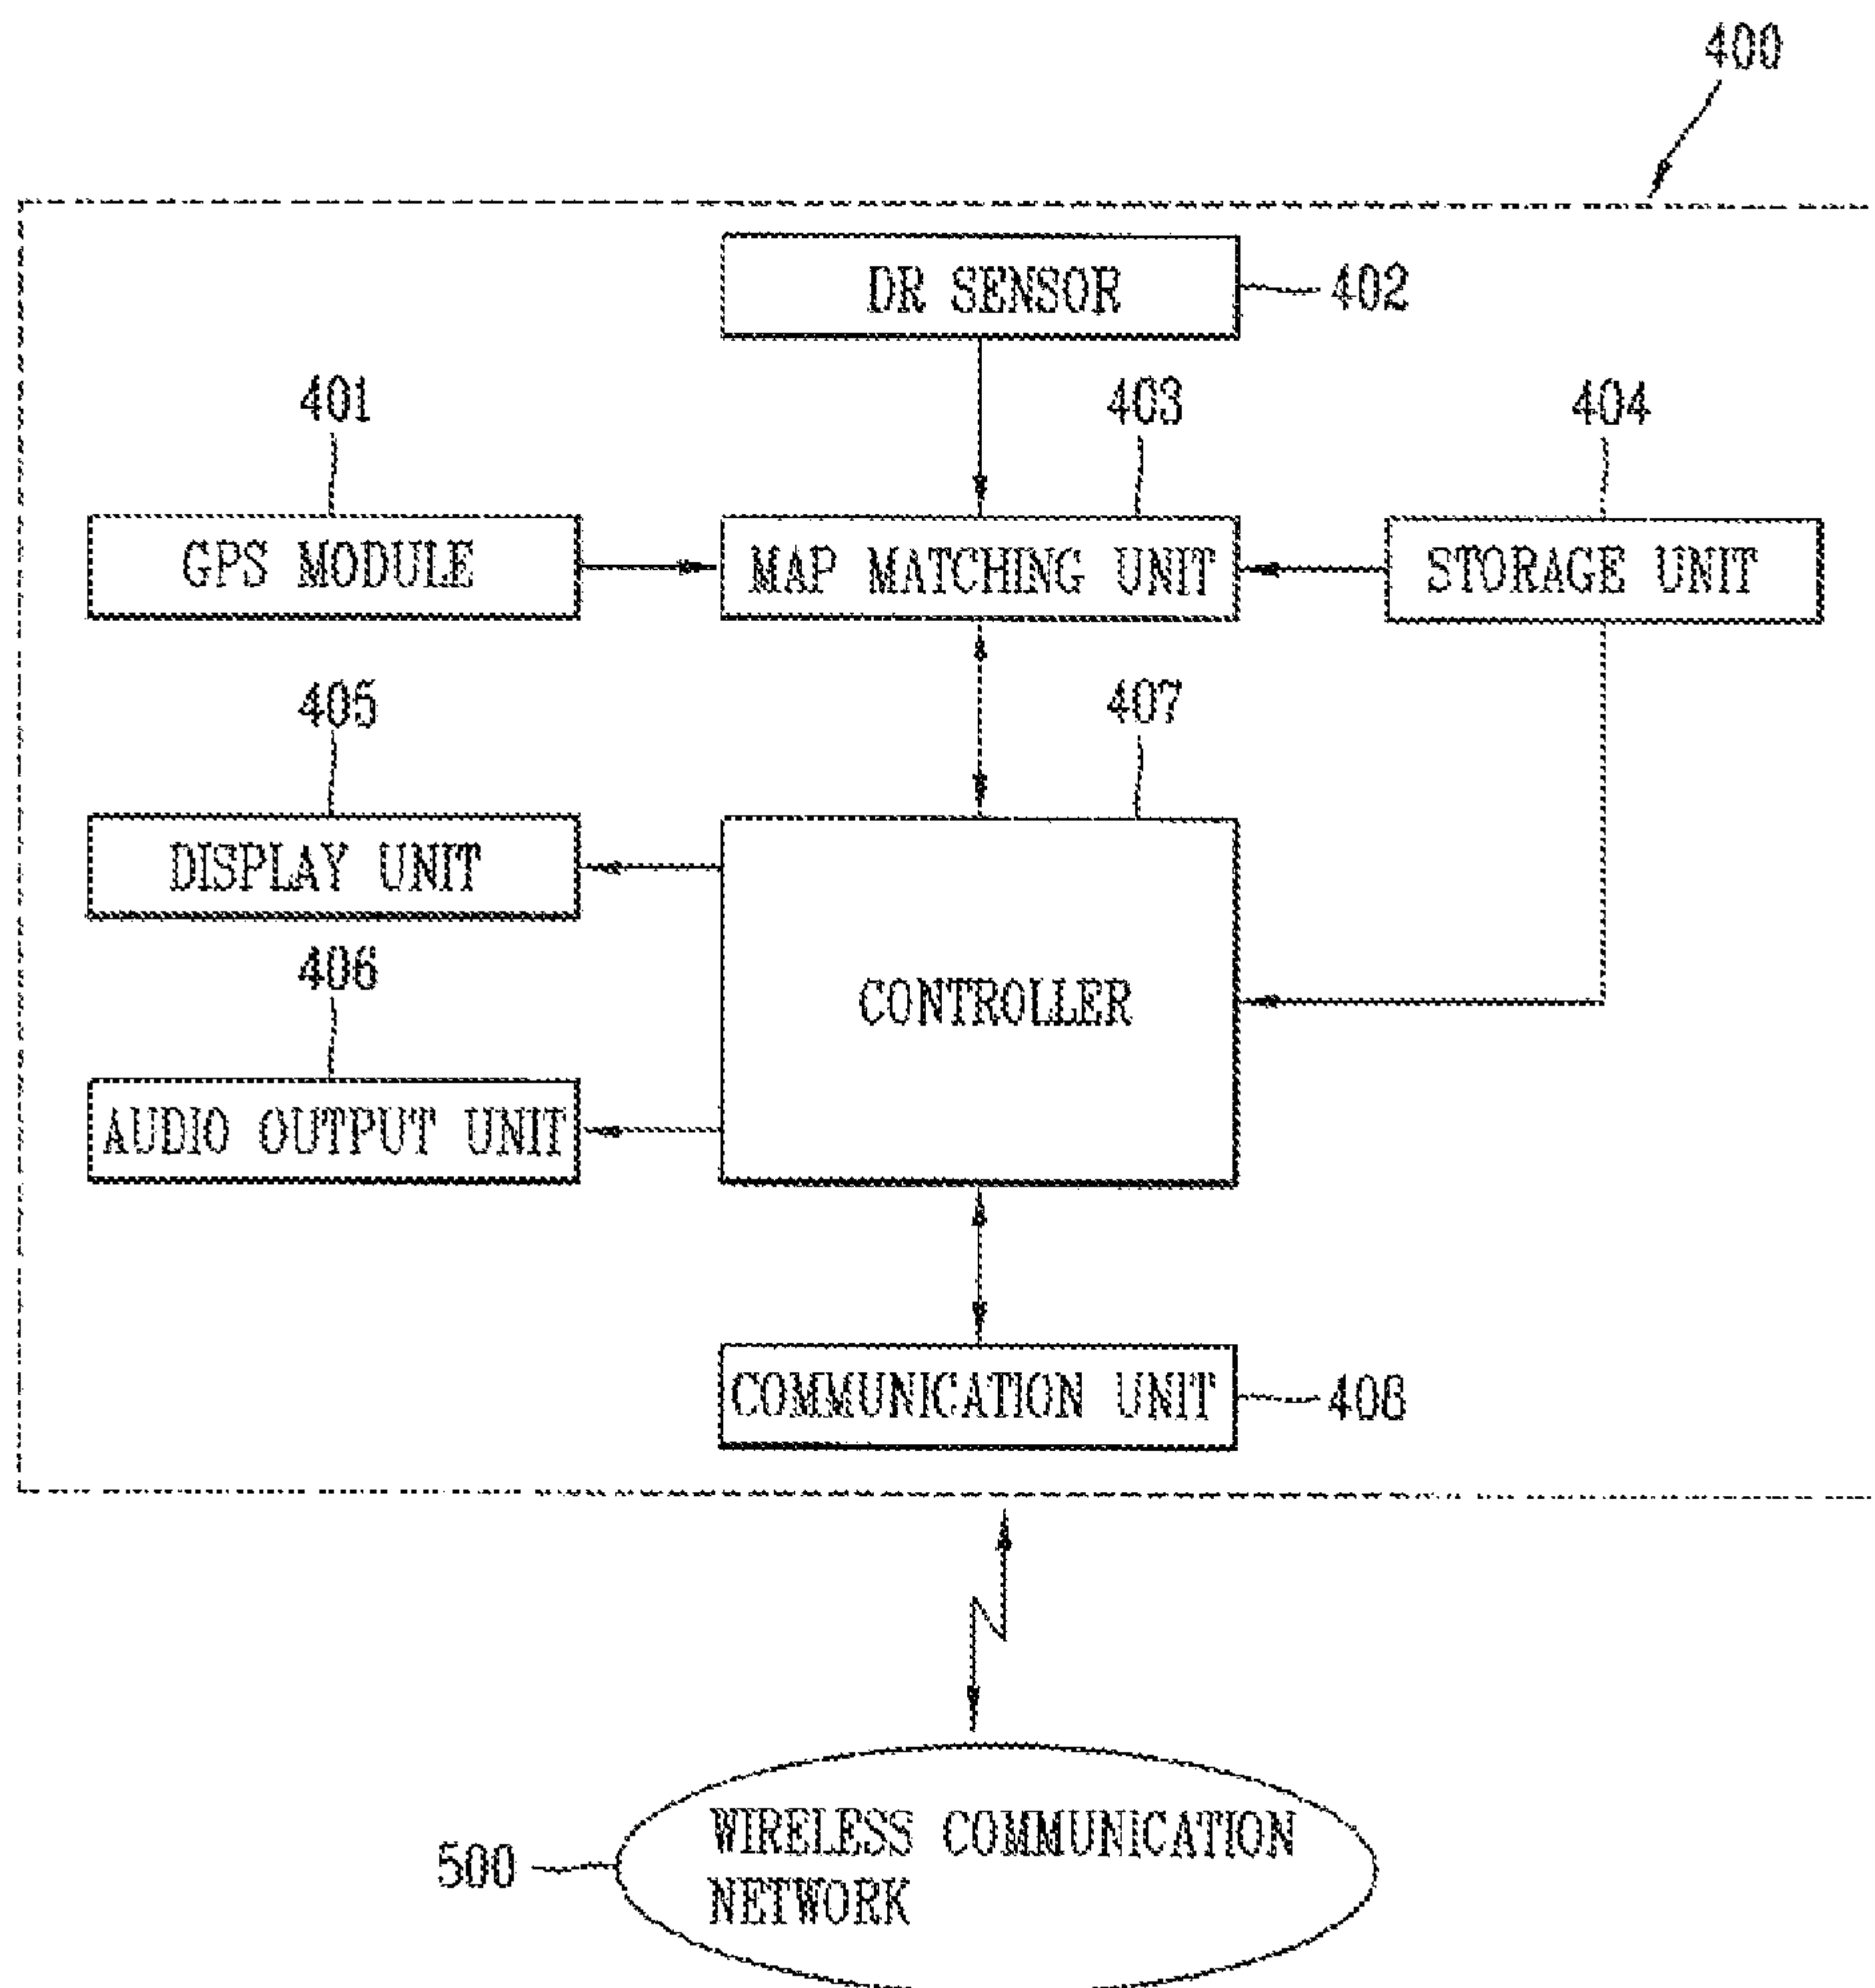 400
DR SENSOR
402
401
403
404
GPS MODULE
MAP MATCHING UNIT
STORAGE UNIT
405
407
DISPLAY UNIT
406
CONTROLLER
AUDIO OUTPUT UNIT
COMMUNICATION UNIT
408
500
WIRELESS COMMUNICATION
NETWORK